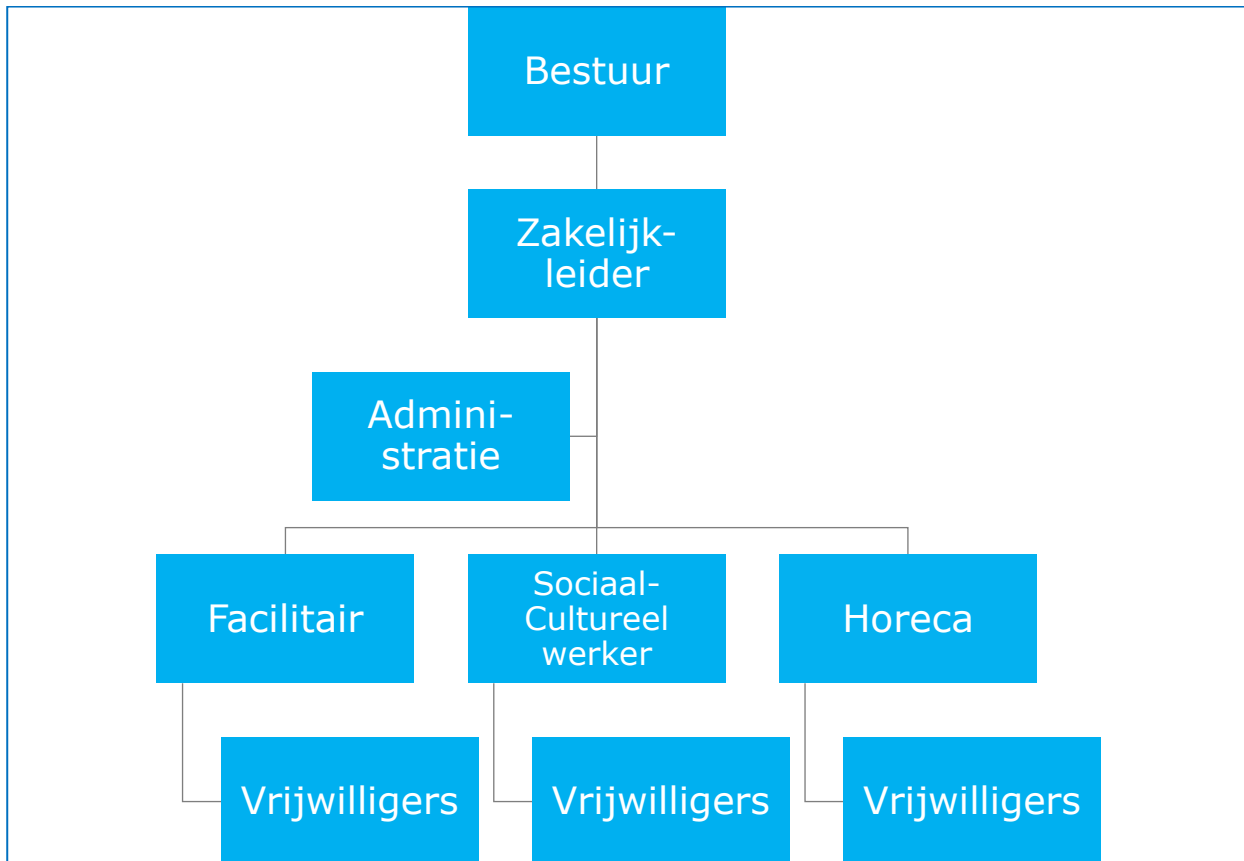 Bestuur
Zakelijk-
leider
Admini-
stratie
Facilitair
Sociaal-
Cultureel
werker
Horeca
Vrijwilligers
Vrijwilligers
Vrijwilligers